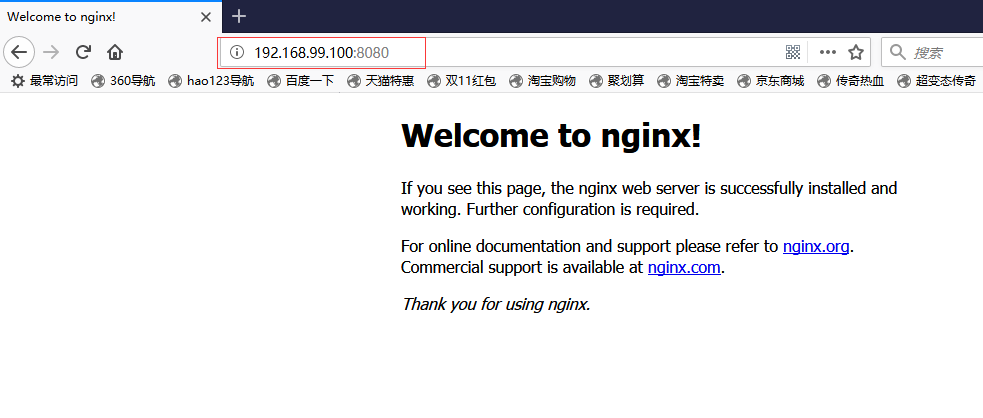 Welcome to nginx!
192.168.99.100:8080
搜索
最常访问 360导航 hao123导航 百度一下 天猫特惠 双11红包 淘宝购物 聚划算 淘宝特卖 京东商城 传奇热血 超变态传奇
Welcome to nginx!
If you see this page, the nginx web server is successfully installed and
working. Further configuration is required.
For online documentation and support please refer to nginx.org.
Commercial support is available at nginx.com.
Thank you for using nginx.